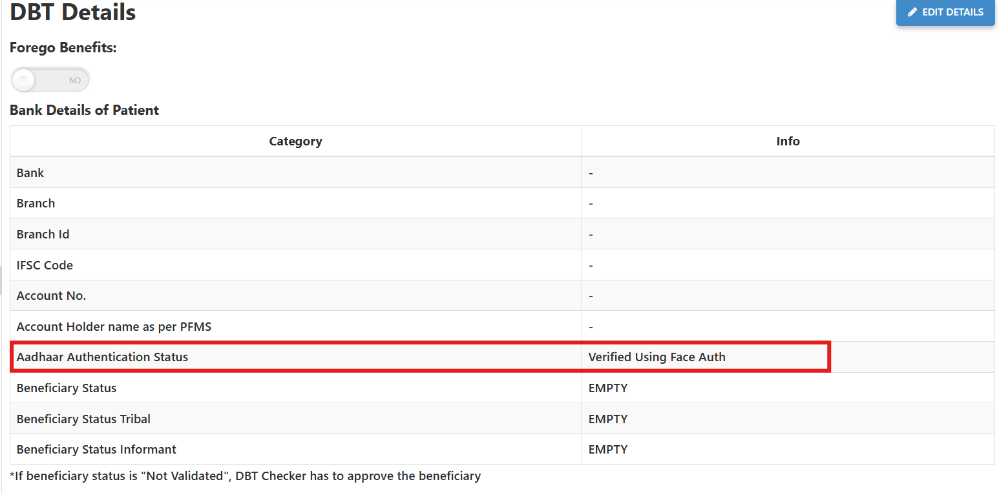 DBT Details
EDIT DETAILS
Forego Benefits:
NO
Bank Details of Patient
Category Info
Bank -
Branch -
Branch Id -
IFSC Code -
Account No. -
Account Holder name as per PFMS -
Aadhaar Authentication Status Verified Using Face Auth
Beneficiary Status EMPTY
Beneficiary Status Tribal EMPTY
Beneficiary Status Informant EMPTY
*If beneficiary status is "Not Validated", DBT Checker has to approve the beneficiary